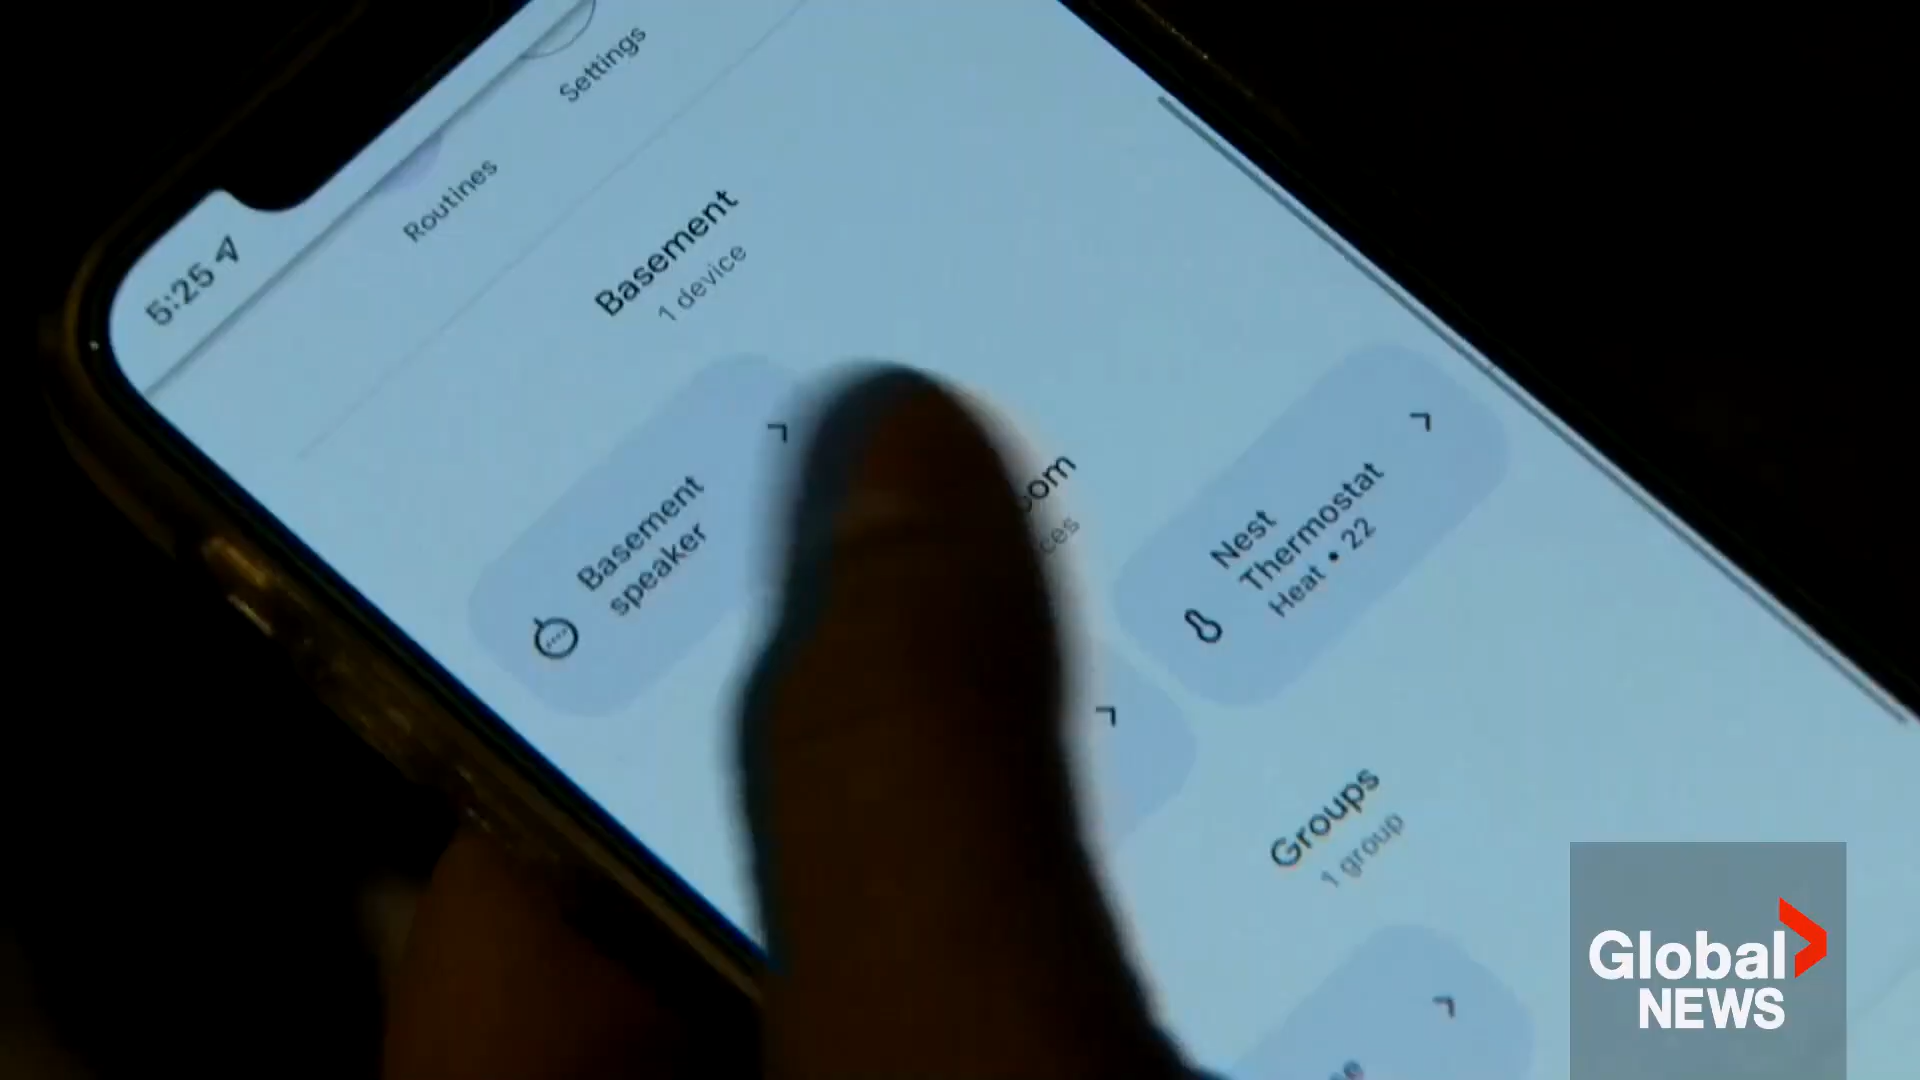 5:25
Routines
Settings
Basement
1 device
Basement
speaker
Nest
Thermostat
Heat • 22
Groups
1 group
Global
NEWS